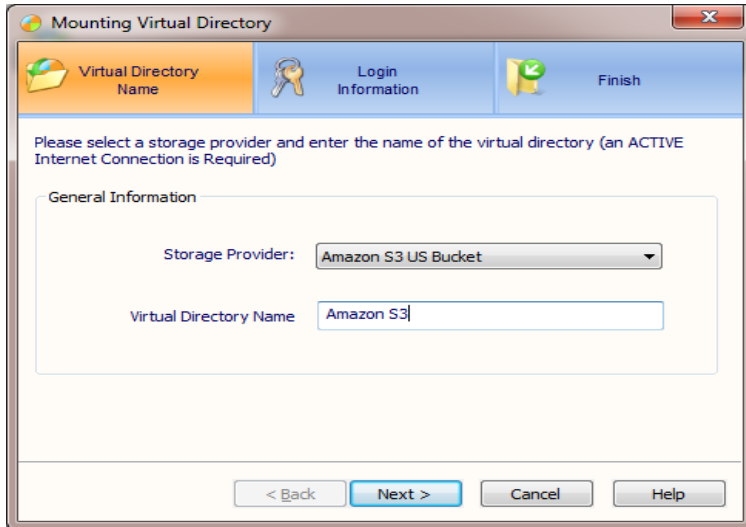 Mounting Virtual Directory
Virtual Directory
Name
Login
Information
Finish
Please select a storage provider and enter the name of the virtual directory (an ACTIVE
Internet Connection is Required)
General Information
Storage Provider:
Amazon S3 US Bucket
Virtual Directory Name
Amazon S3
< Back
Next >
Cancel
Help